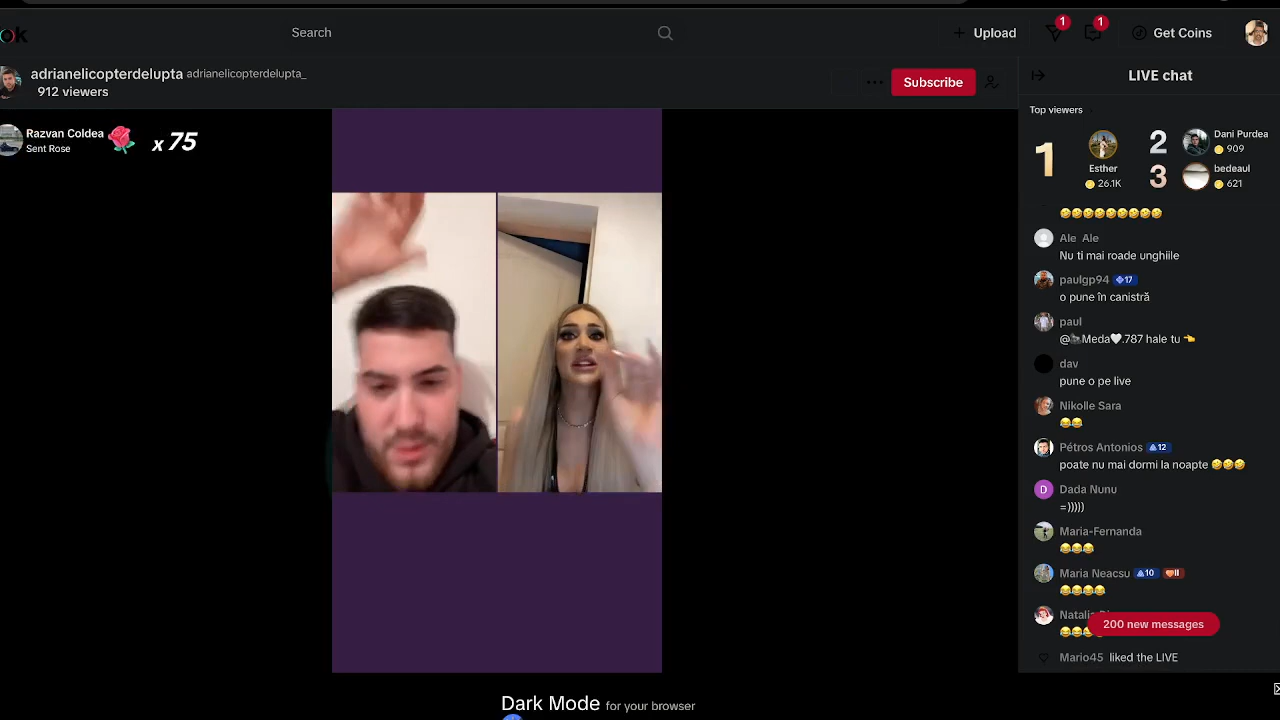 ok
Search
Upload
1
1
Get Coins
adrianelicopterdelupta adrianelicopterdelupta_
912 viewers
Subscribe
LIVE chat
Razvan Coldea
Sent Rose
x 75
Top viewers
1
Esther
26.1K
2
Dani Purdea
909
3
bedeaul
621
🤣🤣🤣🤣🤣🤣🤣🤣🤣
Ale Ale
Nu ti mai roade unghiile
paulgp94 17
o pune în canistră
paul
@🦇Meda🤍.787 hale tu 👈
dav
pune o pe live
Nikolle Sara
😂😂
Pétros Antonios 12
poate nu mai dormi la noapte 🤣🤣🤣
D
Dada Nunu
=)))))
Maria-Fernanda
😂😂😂
Maria Neacsu 10 II
😂😂😂😂
200 new messages
Mario45 liked the LIVE
Dark Mode for your browser